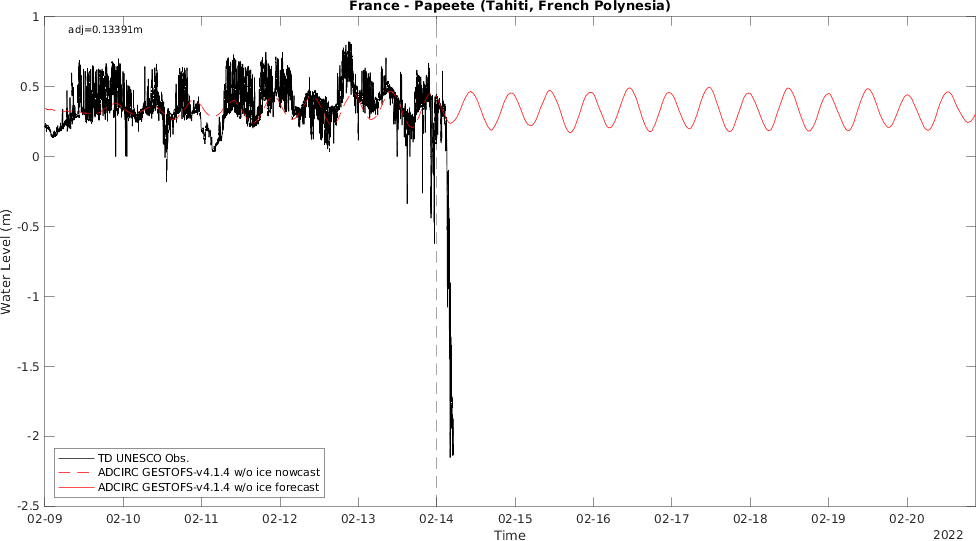 France - Papeete (Tahiti, French Polynesia)
adj=0.13391m
1
0.5
0
-0.5
-1
-1.5
-2
-2.5
Water Level (m)
TD UNESCO Obs.
ADCIRC GESTOFS-v4.1.4 w/o ice nowcast
ADCIRC GESTOFS-v4.1.4 w/o ice forecast
02-09 02-10 02-11 02-12 02-13 02-14 02-15 02-16 02-17 02-18 02-19 02-20
Time
2022